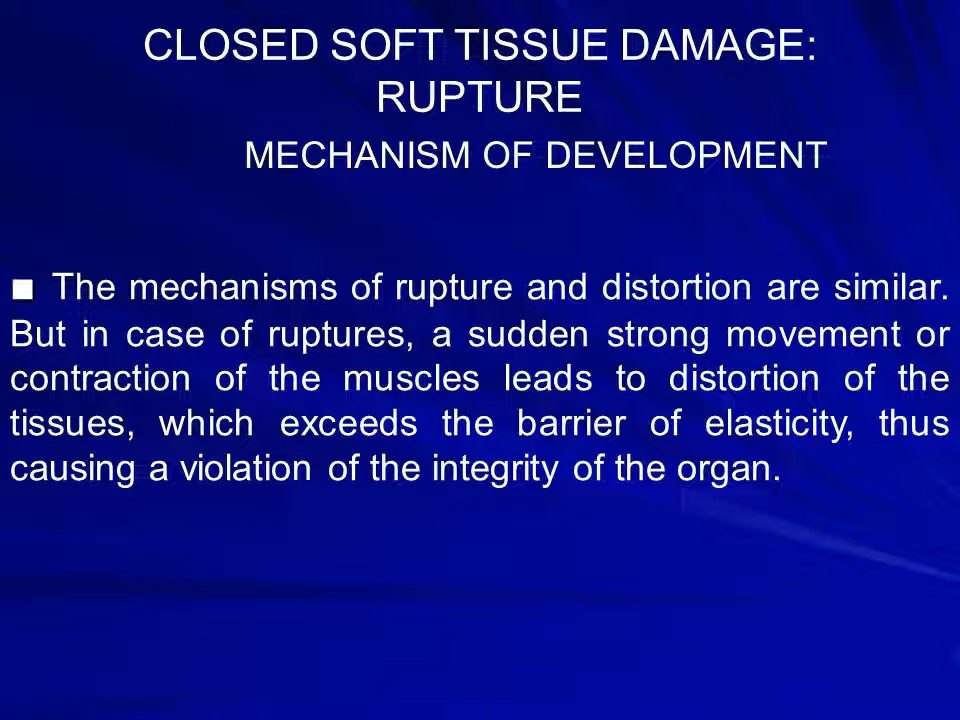 CLOSED SOFT TISSUE DAMAGE:
RUPTURE
MECHANISM OF DEVELOPMENT
■ The mechanisms of rupture and distortion are similar.
But in case of ruptures, a sudden strong movement or
contraction of the muscles leads to distortion of the
tissues, which exceeds the barrier of elasticity, thus
causing a violation of the integrity of the organ.